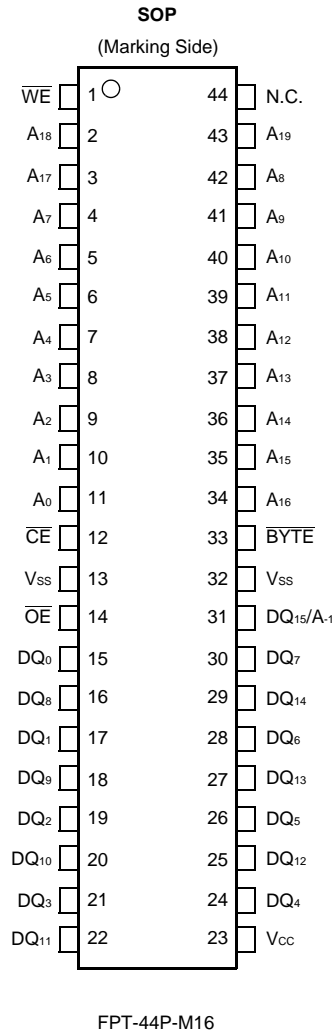 SOP
(Marking Side)
W̅E̅ 1 44 N.C.
A18 2 43 A19
A17 3 42 A8
A7 4 41 A9
A6 5 40 A10
A5 6 39 A11
A4 7 38 A12
A3 8 37 A13
A2 9 36 A14
A1 10 35 A15
A0 11 34 A16
C̅E̅ 12 33 B̅Y̅T̅E̅
VSS 13 32 VSS
O̅E̅ 14 31 DQ15/A-1
DQ0 15 30 DQ7
DQ8 16 29 DQ14
DQ1 17 28 DQ6
DQ9 18 27 DQ13
DQ2 19 26 DQ5
DQ10 20 25 DQ12
DQ3 21 24 DQ4
DQ11 22 23 VCC
FPT-44P-M16